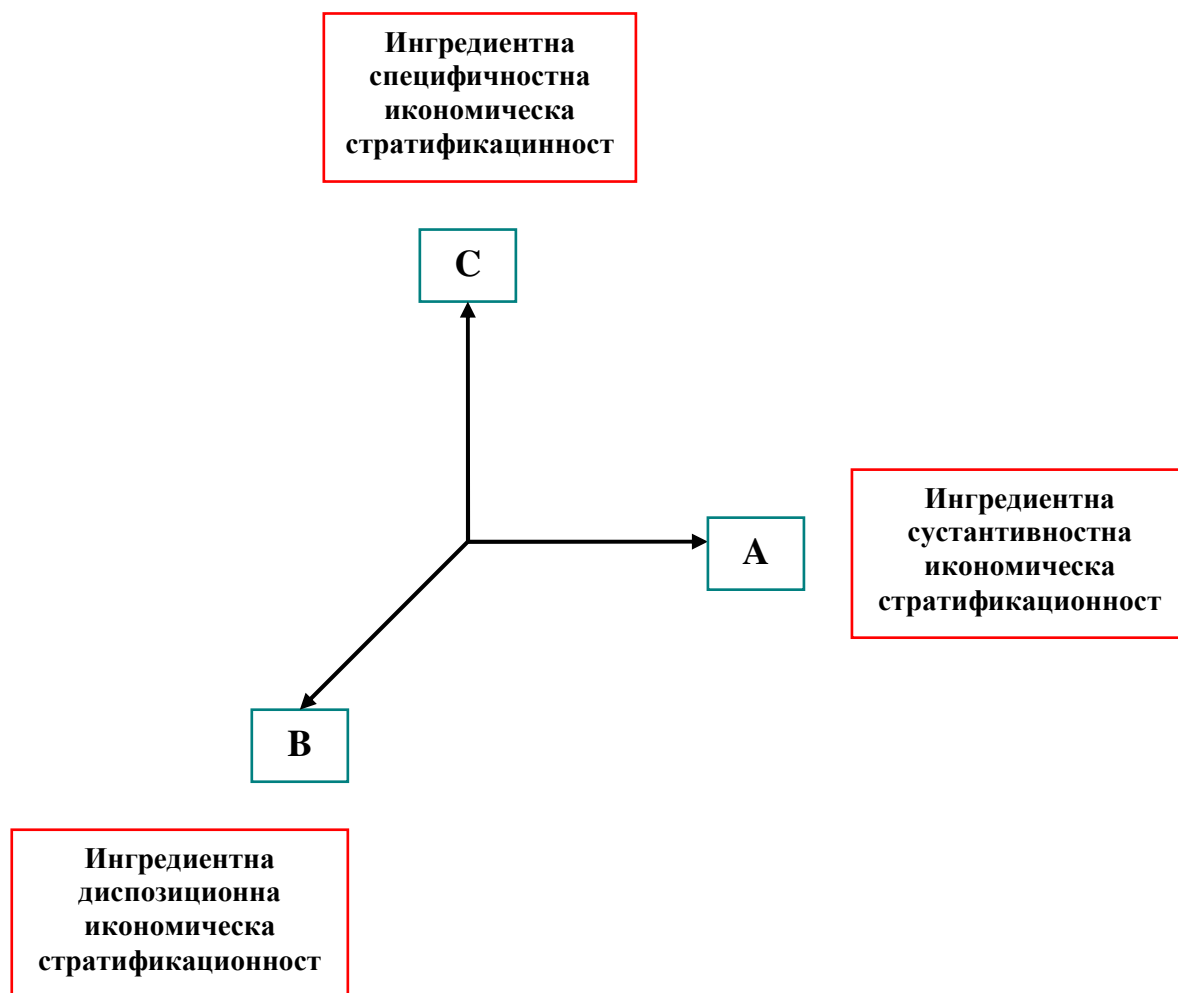 Ингредиентна
специфичностна
икономическа
стратификацинност
C
A
Ингредиентна
сустантивностна
икономическа
стратификационност
B
Ингредиентна
диспозиционна
икономическа
стратификационност